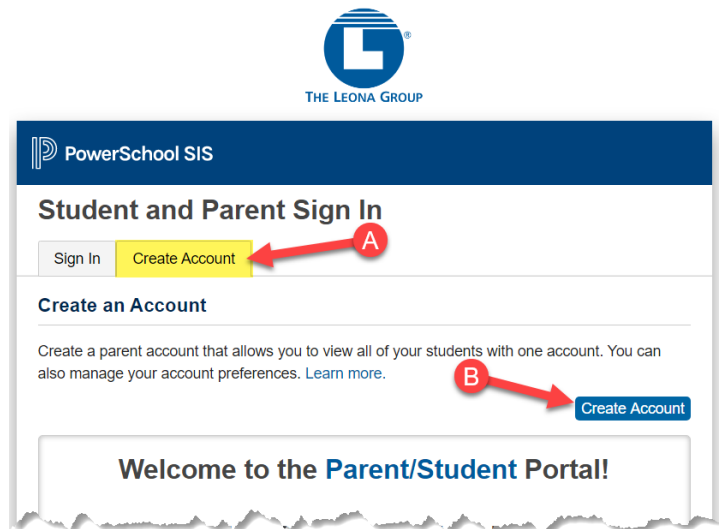 L ®
THE LEONA GROUP
PowerSchool SIS
Student and Parent Sign In
A
Sign In Create Account
Create an Account
Create a parent account that allows you to view all of your students with one account. You can
also manage your account preferences. Learn more.
B
Create Account
Welcome to the Parent/Student Portal!